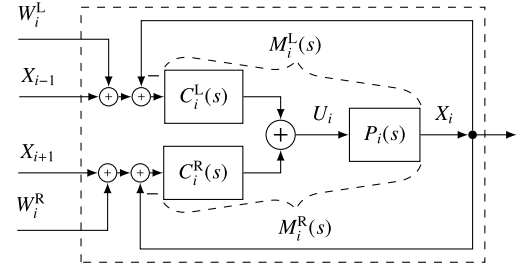 W_i^L
M_i^L(s)
X_{i−1}
+ +
−
C_i^L(s)
U_i
X_i
+
P_i(s)
X_{i+1}
+ +
−
C_i^R(s)
W_i^R
M_i^R(s)